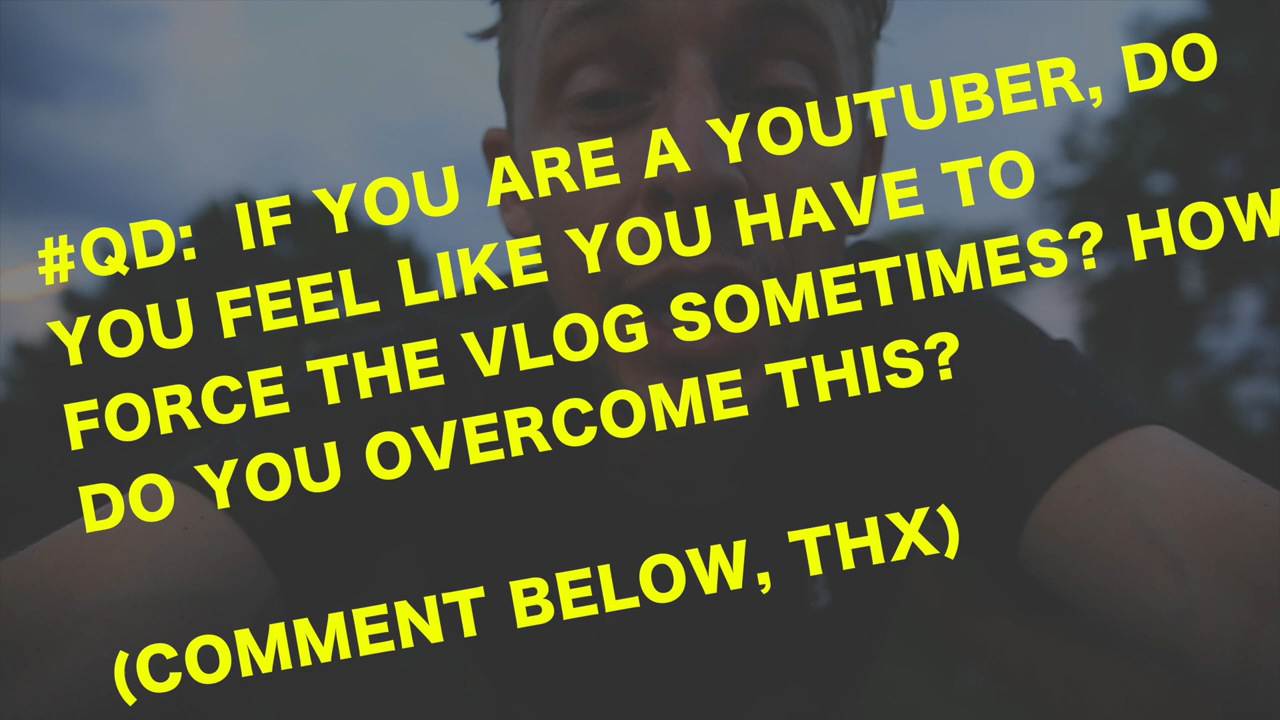 #QD: IF YOU ARE A YOUTUBER, DO
YOU FEEL LIKE YOU HAVE TO
FORCE THE VLOG SOMETIMES? HOW
DO YOU OVERCOME THIS?
(COMMENT BELOW, THX)